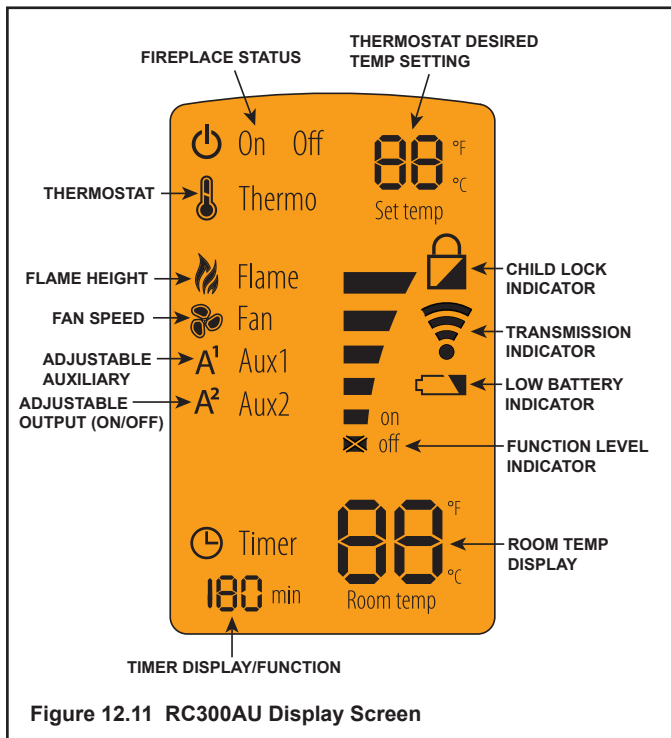 FIREPLACE STATUS
THERMOSTAT DESIRED
TEMP SETTING
On Off
88 °F
°C
Set temp
THERMOSTAT
Thermo
FLAME HEIGHT
Flame
CHILD LOCK
INDICATOR
FAN SPEED
Fan
TRANSMISSION
INDICATOR
ADJUSTABLE
AUXILIARY
A¹ Aux1
LOW BATTERY
INDICATOR
ADJUSTABLE
OUTPUT (ON/OFF)
A² Aux2
on
off
FUNCTION LEVEL
INDICATOR
Timer
180 min
88 °F
°C
Room temp
ROOM TEMP
DISPLAY
TIMER DISPLAY/FUNCTION
Figure 12.11 RC300AU Display Screen